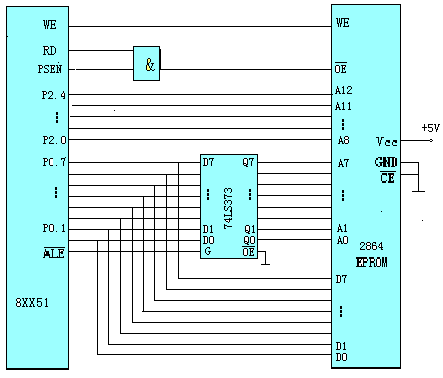 WE
RD
PSEN
P2.4
P2.0
P0.7
P0.1
ALE
8XX51
&
D7
Q7
74LS373
D1
Q1
D0
Q0
G
OE
WE
OE
A12
A11
A8
A7
A1
A0
Vcc
+5V
GND
CE
2864
EPROM
D7
D1
D0